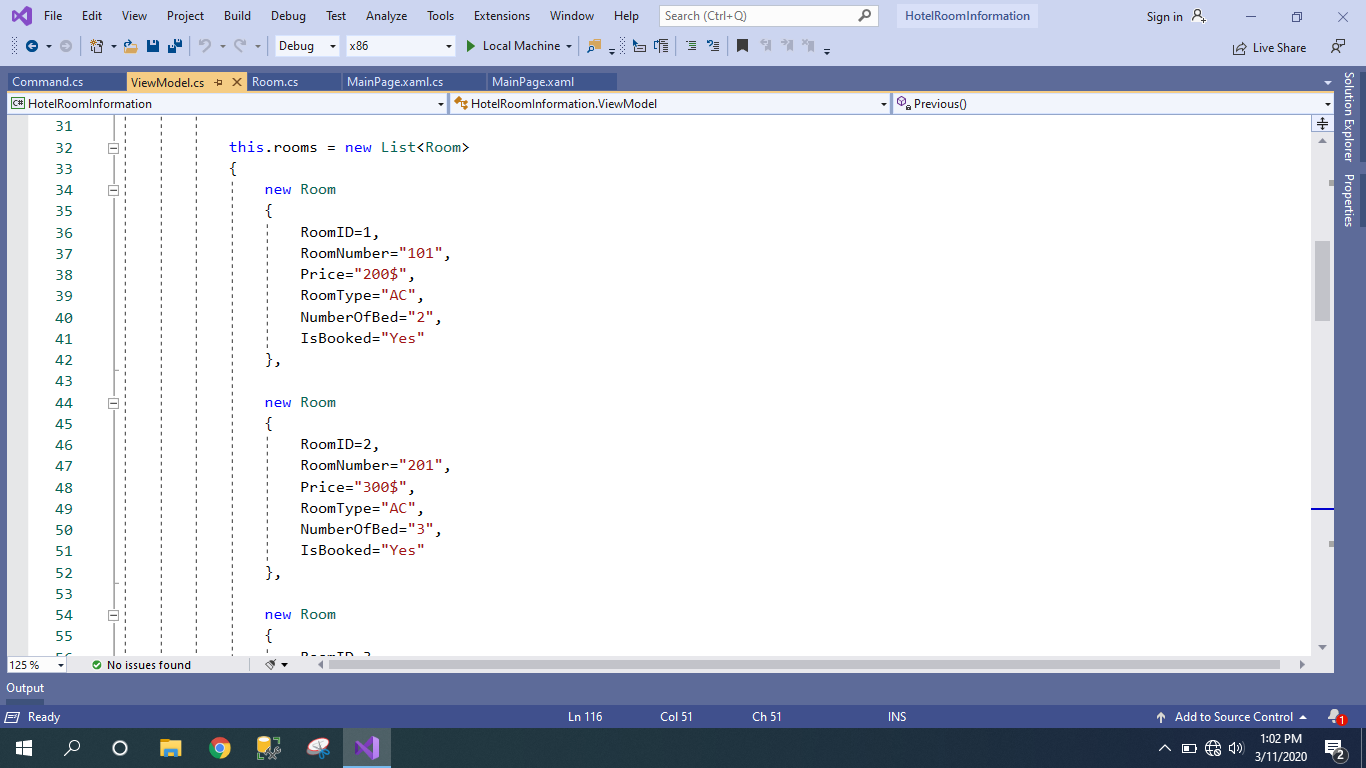 File Edit View Project Build Debug Test Analyze Tools Extensions Window Help Search (Ctrl+Q) HotelRoomInformation Sign in
Debug x86 Local Machine Live Share
Command.cs ViewModel.cs Room.cs MainPage.xaml.cs MainPage.xaml
C# HotelRoomInformation HotelRoomInformation.ViewModel Previous()
31
32 this.rooms = new List<Room>
33 {
34 new Room
35 {
36 RoomID=1,
37 RoomNumber="101",
38 Price="200$",
39 RoomType="AC",
40 NumberOfBed="2",
41 IsBooked="Yes"
42 },
43
44 new Room
45 {
46 RoomID=2,
47 RoomNumber="201",
48 Price="300$",
49 RoomType="AC",
50 NumberOfBed="3",
51 IsBooked="Yes"
52 },
53
54 new Room
55 {
56 RoomID=3,
Solution Explorer
Properties
125 % No issues found
Output
Ready Ln 116 Col 51 Ch 51 INS Add to Source Control 1
1:02 PM
3/11/2020
2